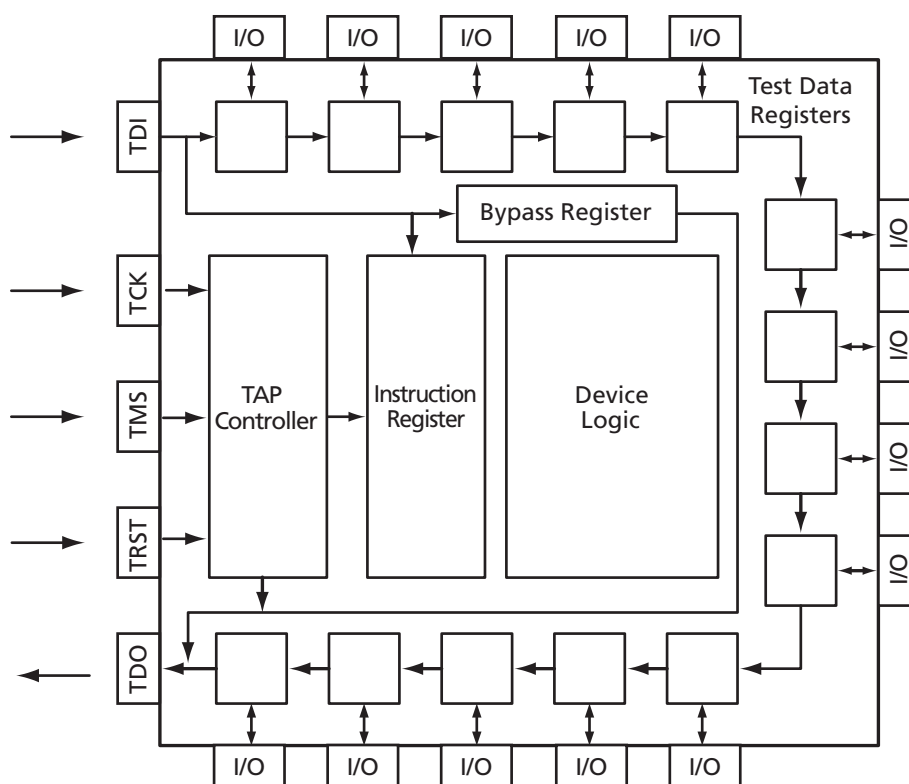 I/O
I/O
I/O
I/O
I/O
Test Data
Registers
TDI
Bypass Register
I/O
TCK
I/O
TAP
Controller
Instruction
Register
Device
Logic
TMS
I/O
TRST
I/O
TDO
I/O
I/O
I/O
I/O
I/O